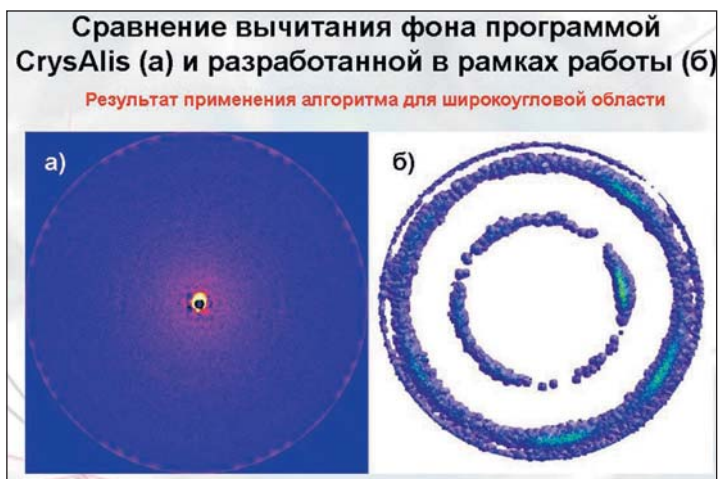 Сравнение вычитания фона программой
CrysAlis (а) и разработанной в рамках работы (б)
Результат применения алгоритма для широкоугловой области
а)
б)